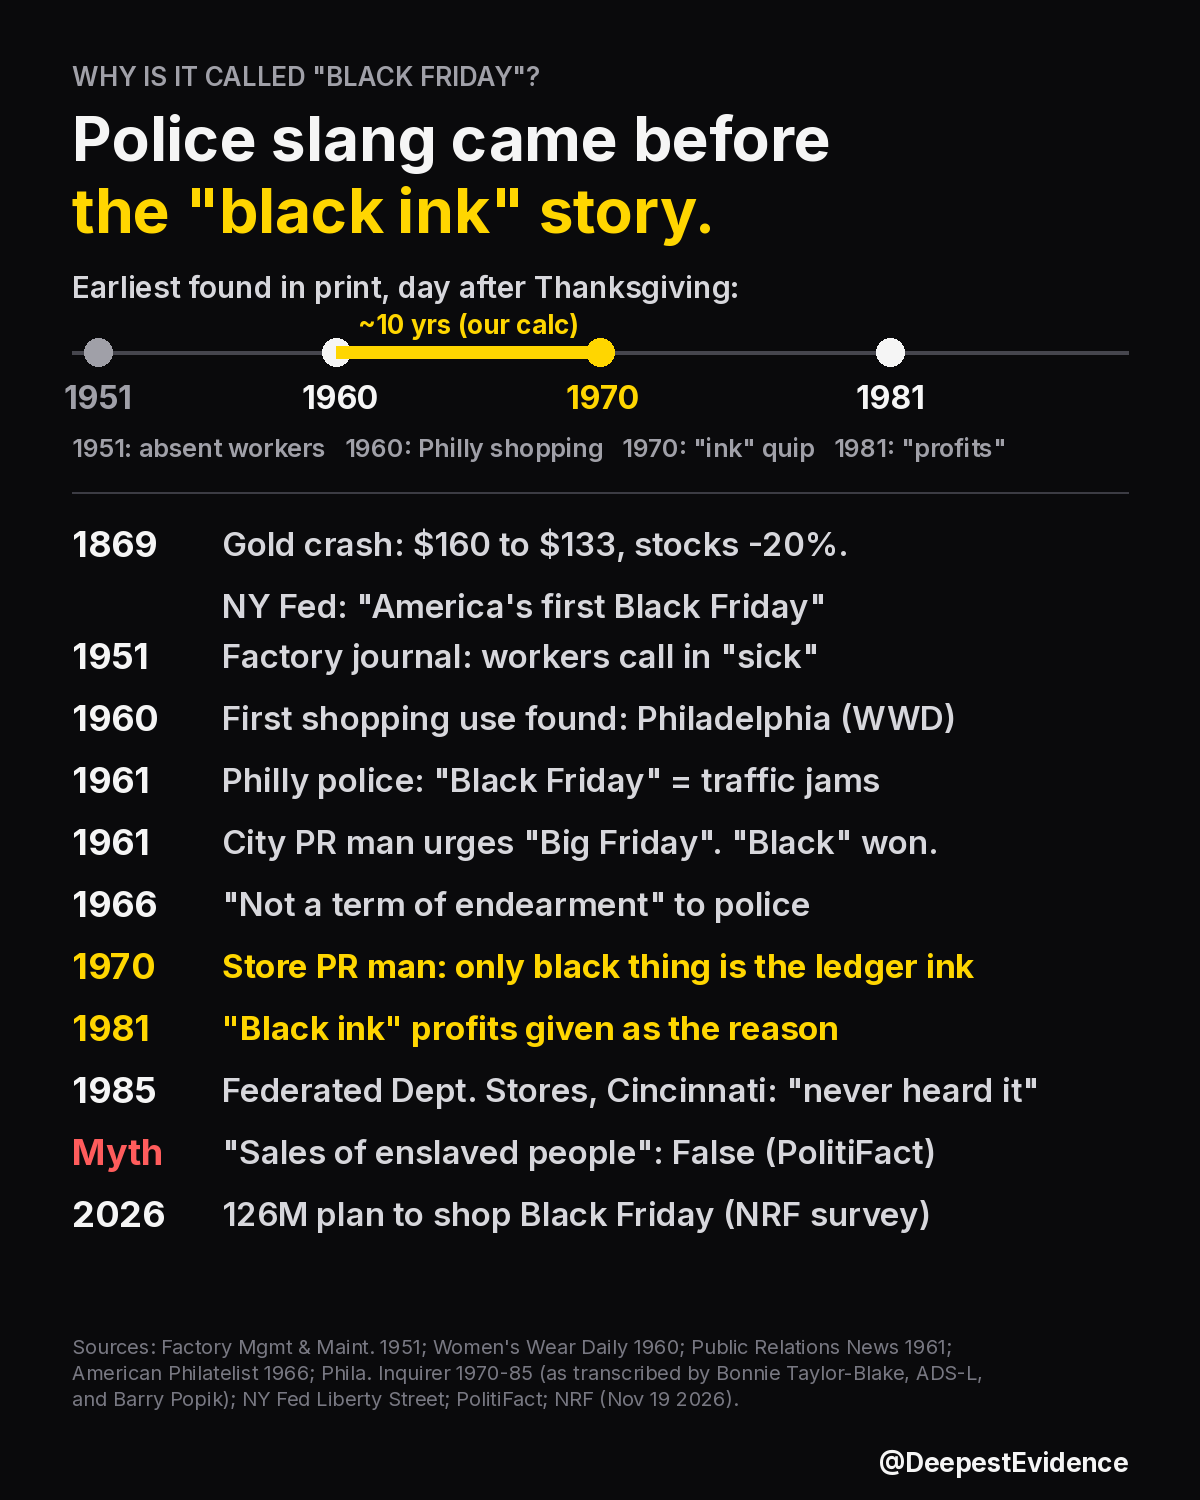 WHY IS IT CALLED "BLACK FRIDAY"?
Police slang came before
the "black ink" story.
Earliest found in print, day after Thanksgiving:
~10 yrs (our calc)
1951 1960 1970 1981
1951: absent workers 1960: Philly shopping 1970: "ink" quip 1981: "profits"
1869 Gold crash: $160 to $133, stocks -20%.
NY Fed: "America's first Black Friday"
1951 Factory journal: workers call in "sick"
1960 First shopping use found: Philadelphia (WWD)
1961 Philly police: "Black Friday" = traffic jams
1961 City PR man urges "Big Friday". "Black" won.
1966 "Not a term of endearment" to police
1970 Store PR man: only black thing is the ledger ink
1981 "Black ink" profits given as the reason
1985 Federated Dept. Stores, Cincinnati: "never heard it"
Myth "Sales of enslaved people": False (PolitiFact)
2026 126M plan to shop Black Friday (NRF survey)
Sources: Factory Mgmt & Maint. 1951; Women's Wear Daily 1960; Public Relations News 1961;
American Philatelist 1966; Phila. Inquirer 1970-85 (as transcribed by Bonnie Taylor-Blake, ADS-L,
and Barry Popik); NY Fed Liberty Street; PolitiFact; NRF (Nov 19 2026).
@DeepestEvidence